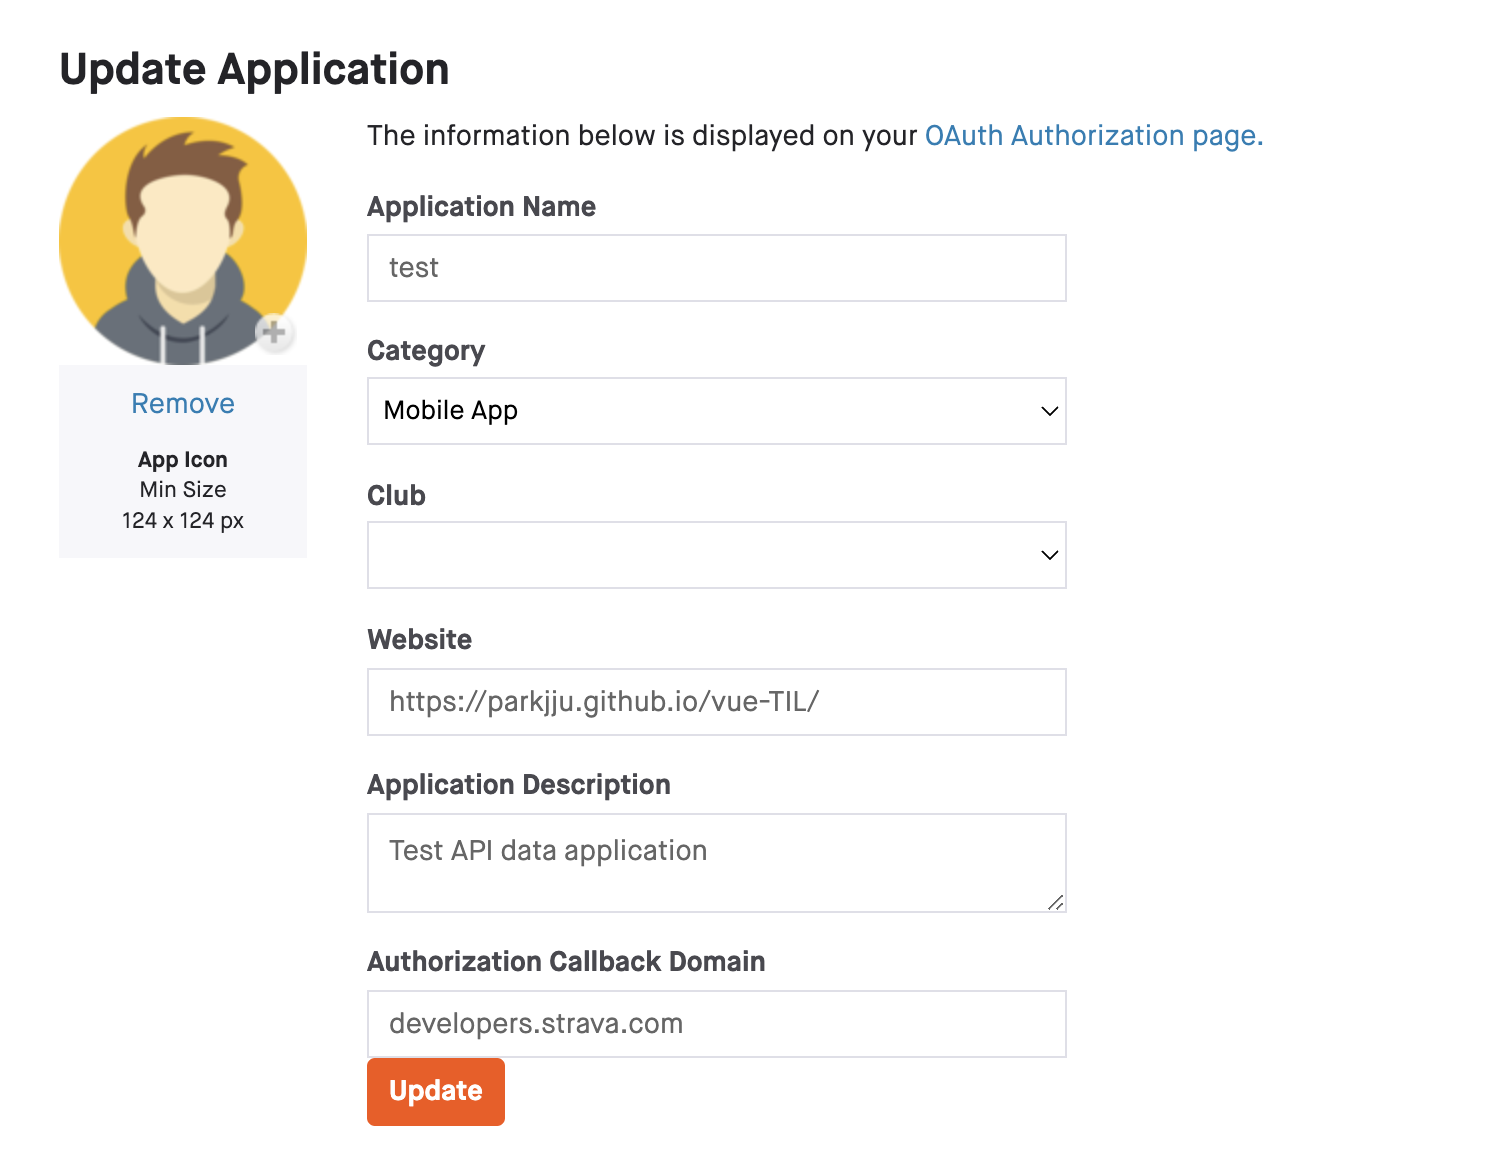 Update Application
The information below is displayed on your OAuth Authorization page.
Remove
App Icon
Min Size
124 x 124 px
Application Name
test
Category
Mobile App
Club
Website
https://parkjju.github.io/vue-TIL/
Application Description
Test API data application
Authorization Callback Domain
developers.strava.com
Update